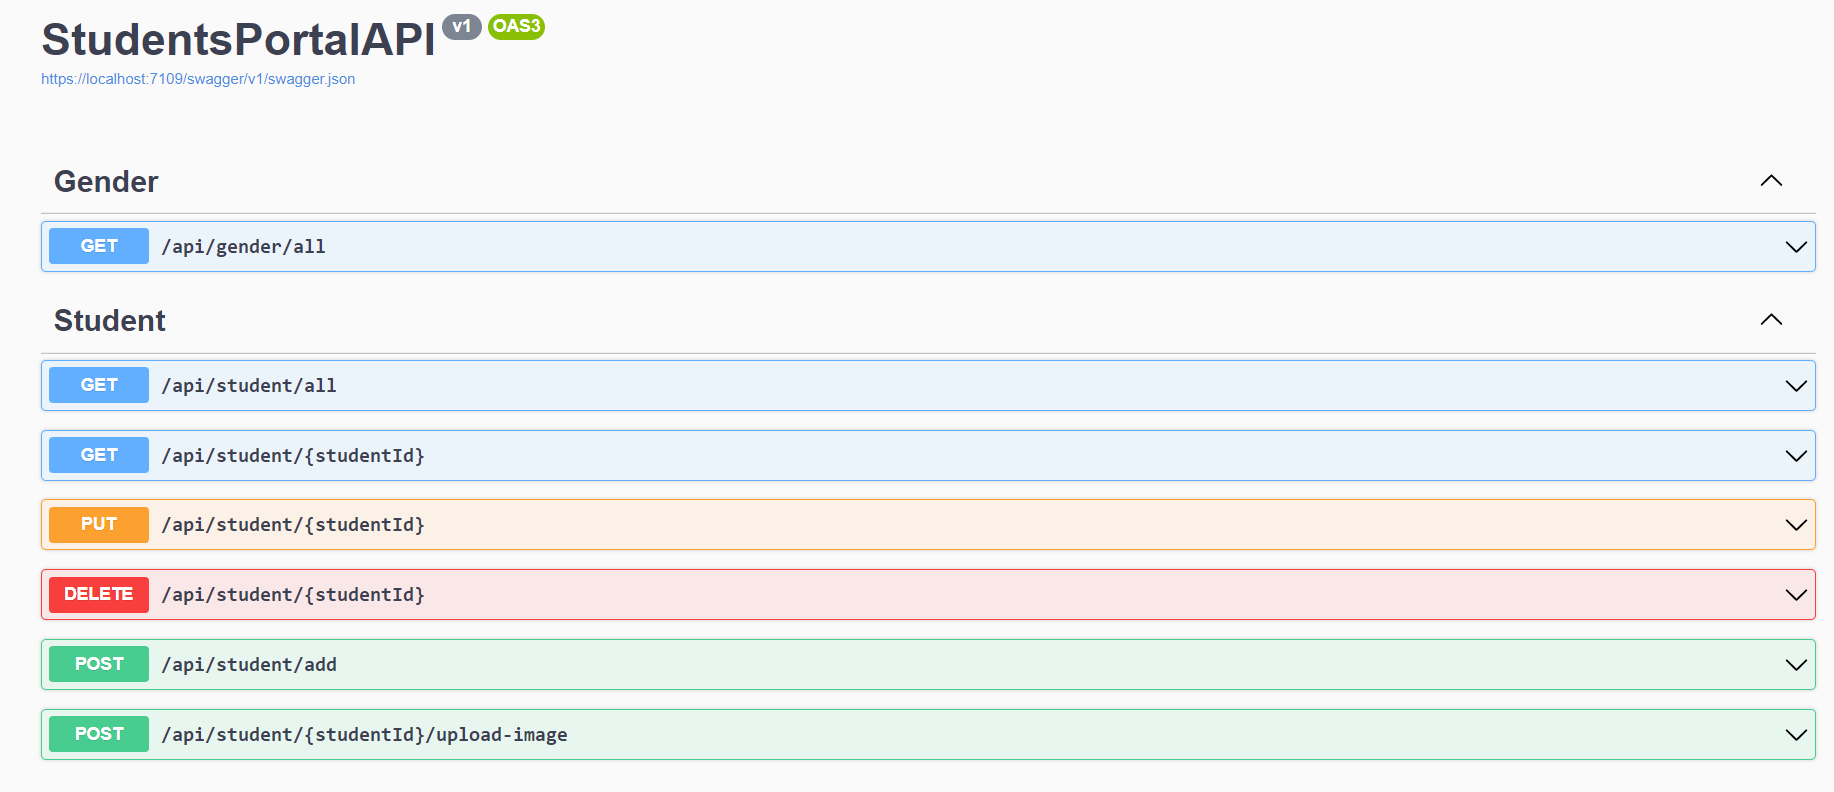 StudentsPortalAPI v1 OAS3
https://localhost:7109/swagger/v1/swagger.json
Gender
GET /api/gender/all
Student
GET /api/student/all
GET /api/student/{studentId}
PUT /api/student/{studentId}
DELETE /api/student/{studentId}
POST /api/student/add
POST /api/student/{studentId}/upload-image